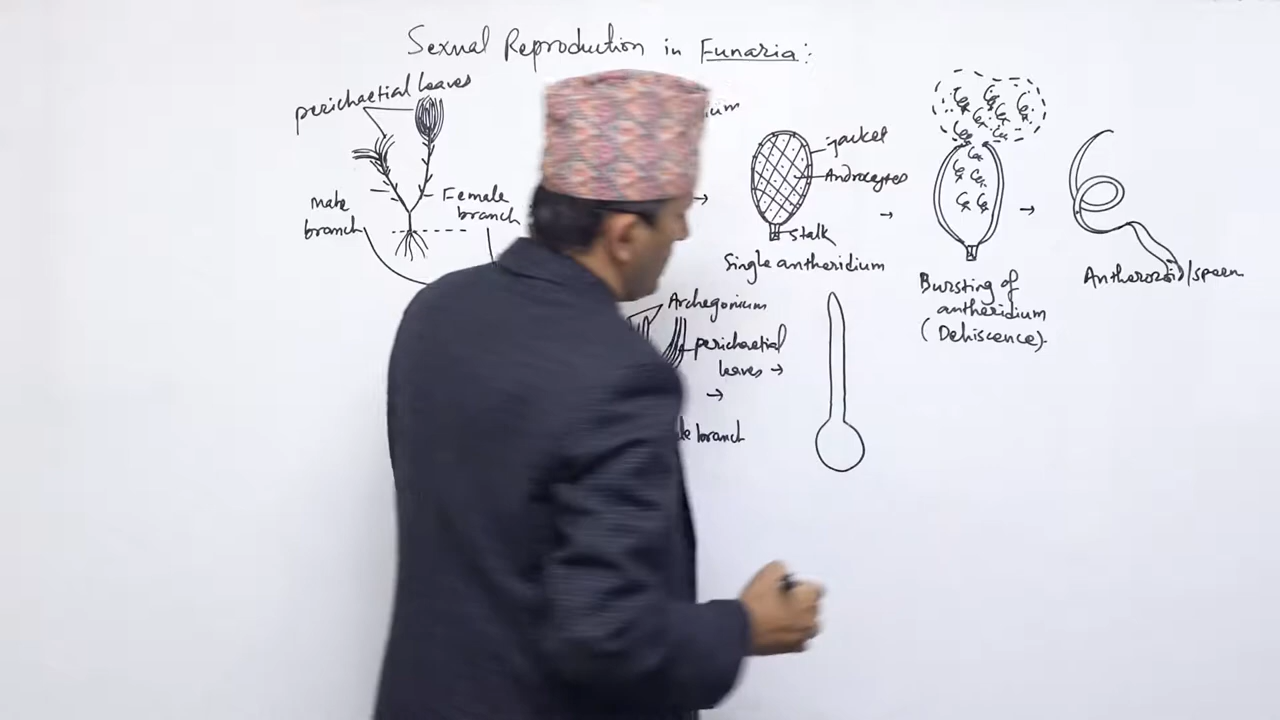 Sexual Reproduction in Funaria:
perichaetial leaves
male
branch
Female
branch
jacket
Androcytes
stalk
Single antheridium
Bursting of
antheridium
(Dehiscence).
Antherozoid/sperm
Archegonium
perichaetial
leaves →
branch